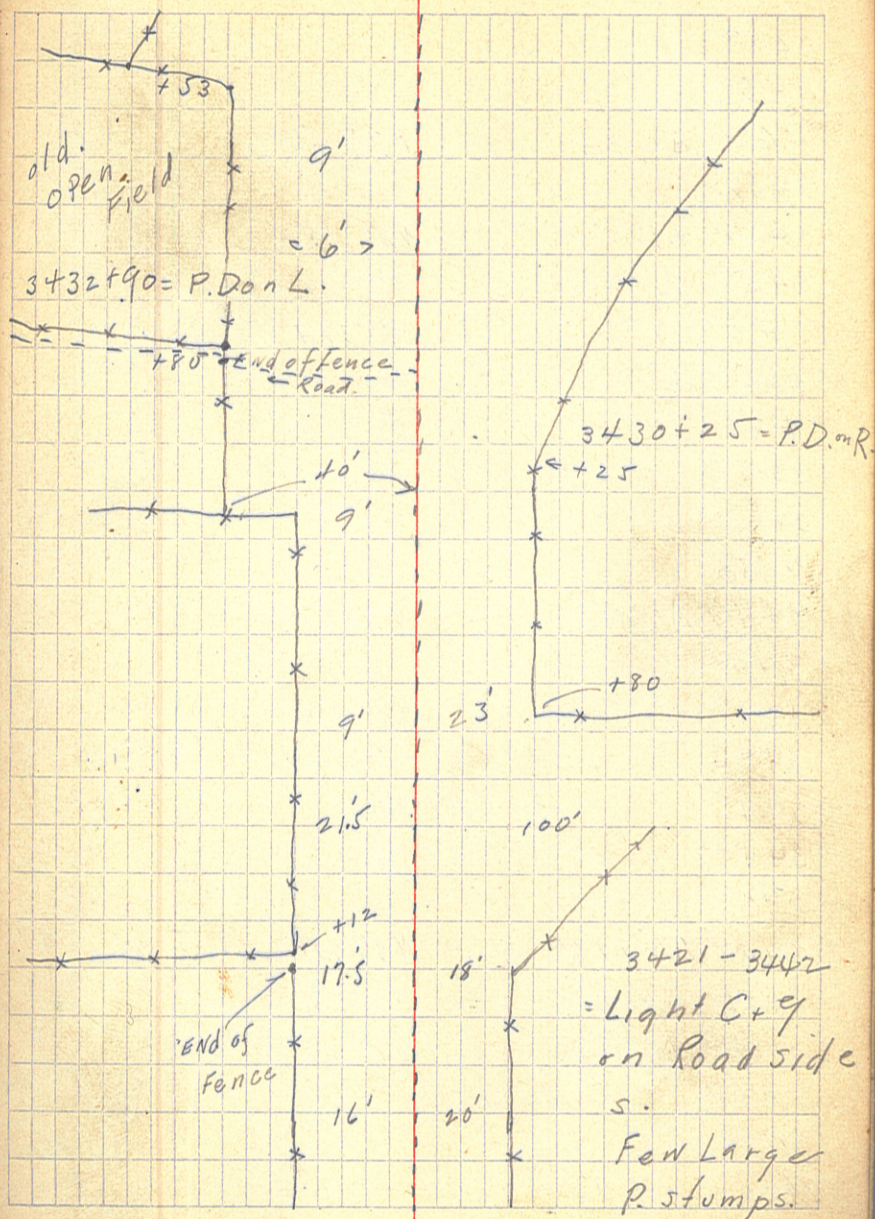 +53
old.
open
Field
9'
< 6' >
3432+90= P.D. on L.
+80
End of fence
Road.
3430+25 = P.D. on R.
+25
40'
9'
+80
9'
23'
21.5'
100'
+12
17.5'
18'
3421-3442
= Light C+G
on Road side
s.
End of
Fence
16'
20'
Few Large
P. stumps.